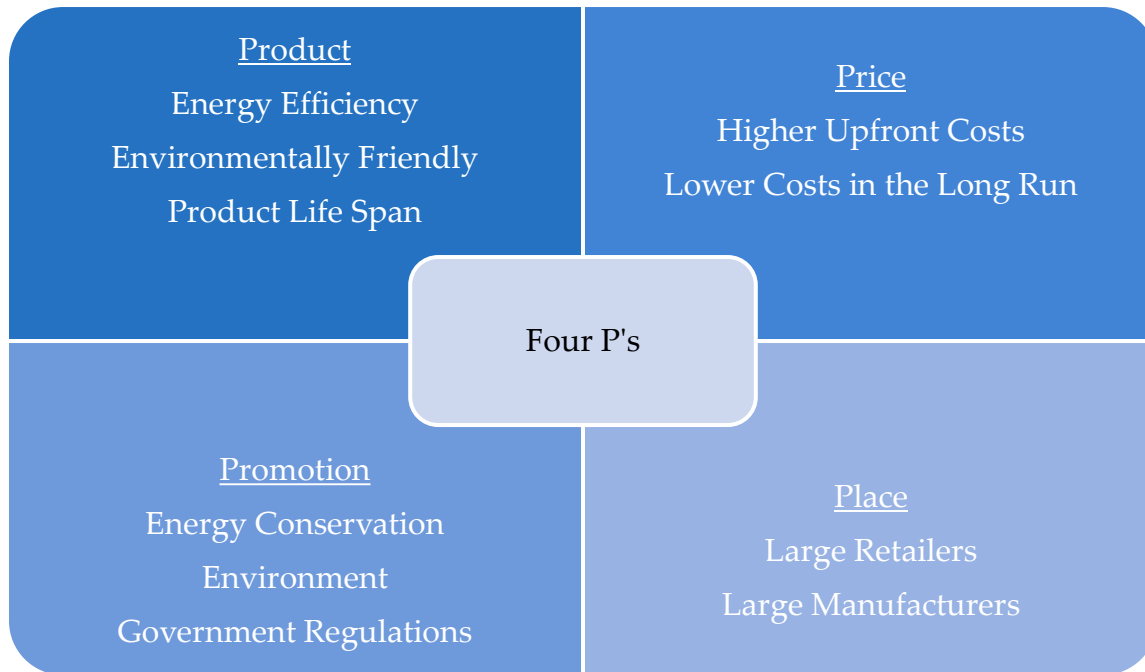 Product
Energy Efficiency
Environmentally Friendly
Product Life Span
Price
Higher Upfront Costs
Lower Costs in the Long Run
Four P's
Promotion
Energy Conservation
Environment
Government Regulations
Place
Large Retailers
Large Manufacturers